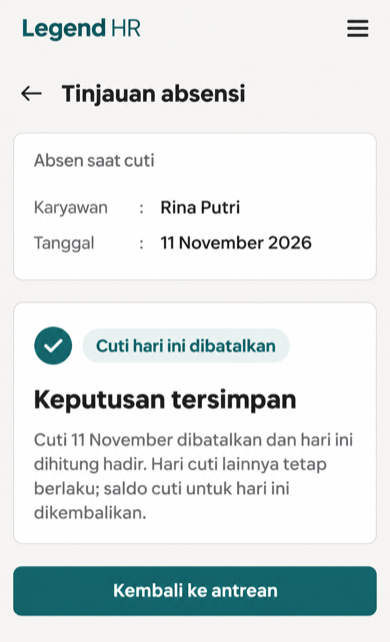 Legend HR
Tinjauan absensi
Absen saat cuti
Karyawan : Rina Putri
Tanggal : 11 November 2026
Cuti hari ini dibatalkan
Keputusan tersimpan
Cuti 11 November dibatalkan dan hari ini
dihitung hadir. Hari cuti lainnya tetap
berlaku; saldo cuti untuk hari ini
dikembalikan.
Kembali ke antrean